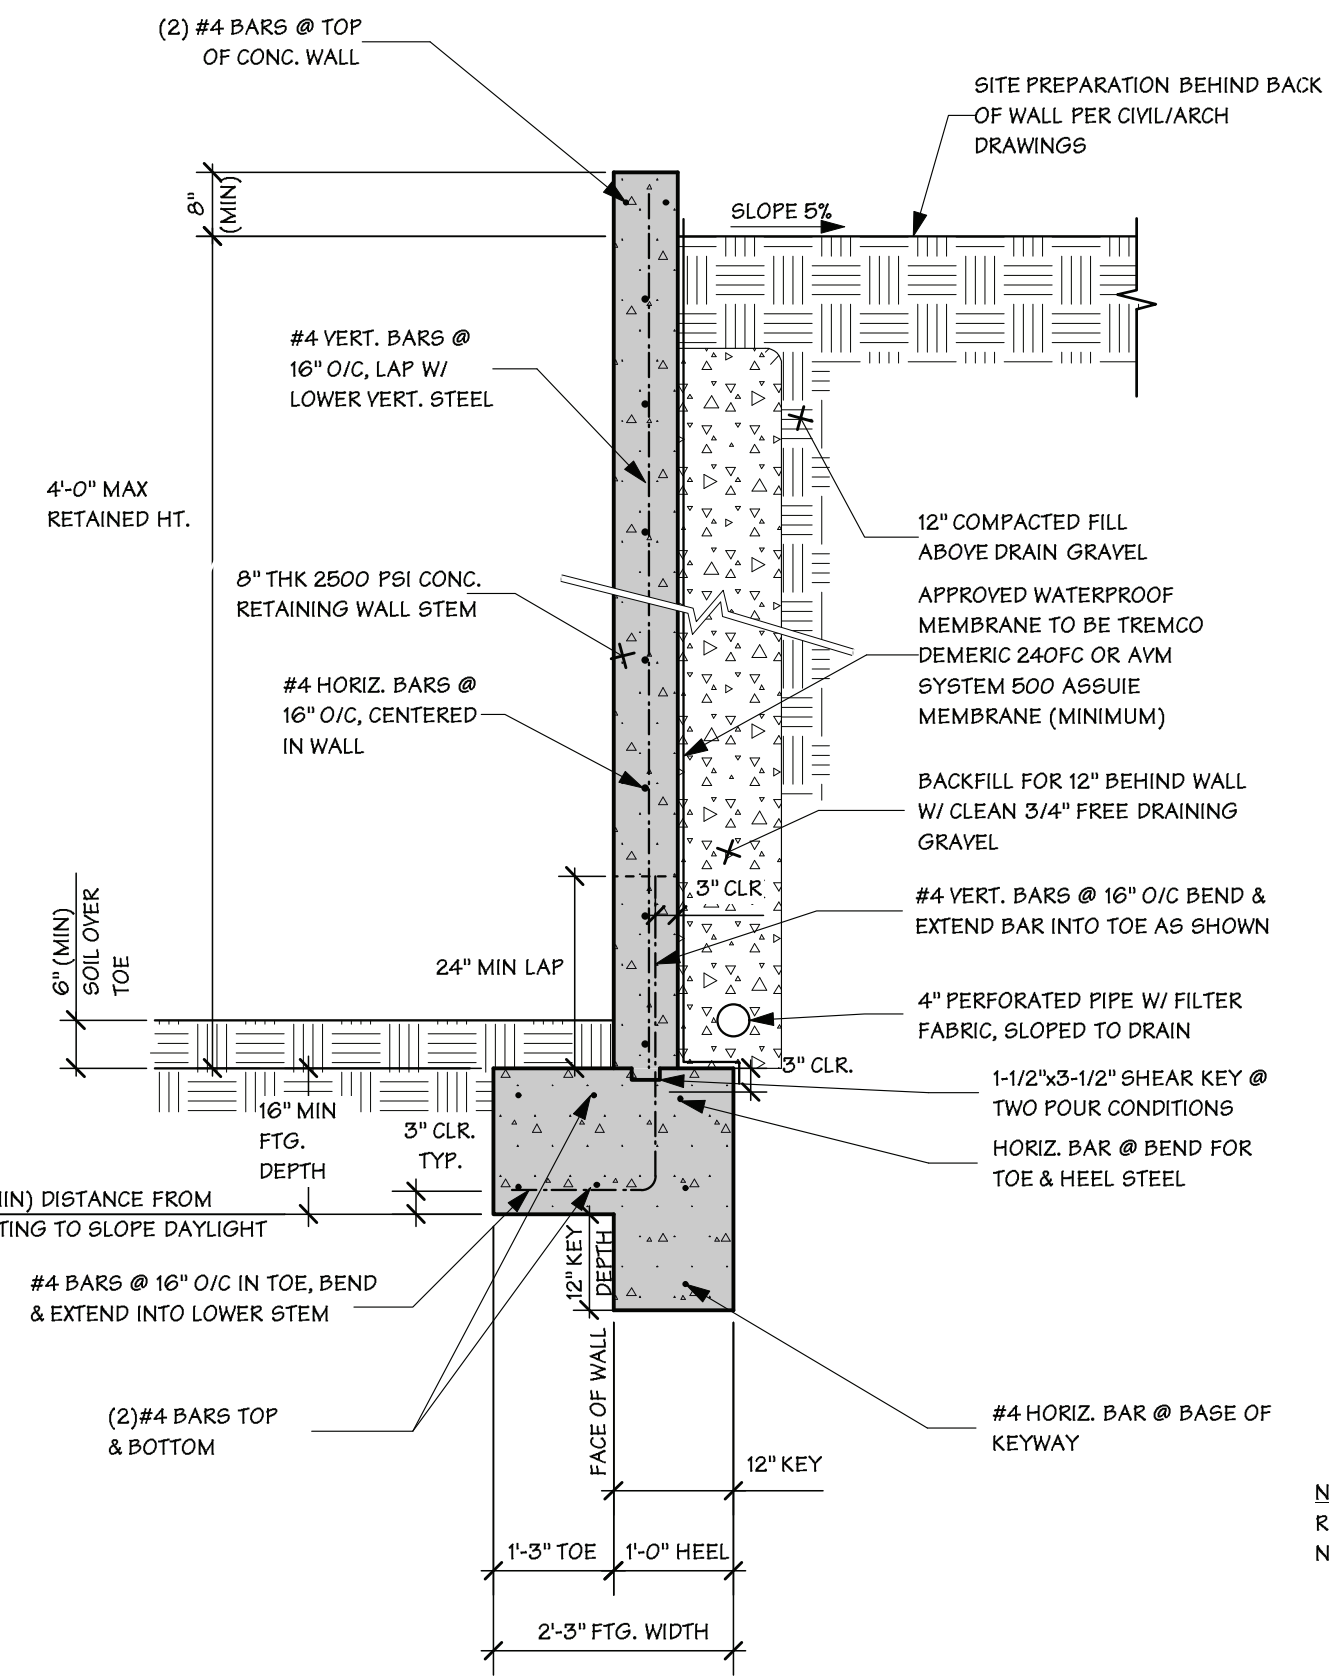 (2) #4 BARS @ TOP
OF CONC. WALL
SITE PREPARATION BEHIND BACK
OF WALL PER CIVIL/ARCH
DRAWINGS
8"
(MIN)
SLOPE 5%
#4 VERT. BARS @
16" O/C, LAP W/
LOWER VERT. STEEL
4'-0" MAX
RETAINED HT.
12" COMPACTED FILL
ABOVE DRAIN GRAVEL
8" THK 2500 PSI CONC.
RETAINING WALL STEM
APPROVED WATERPROOF
MEMBRANE TO BE TREMCO
DEMERIC 240FC OR AVM
SYSTEM 500 ASSUIE
MEMBRANE (MINIMUM)
#4 HORIZ. BARS @
16" O/C, CENTERED
IN WALL
BACKFILL FOR 12" BEHIND WALL
W/ CLEAN 3/4" FREE DRAINING
GRAVEL
3" CLR
#4 VERT. BARS @ 16" O/C BEND &
EXTEND BAR INTO TOE AS SHOWN
6" (MIN)
SOIL OVER
TOE
24" MIN LAP
4" PERFORATED PIPE W/ FILTER
FABRIC, SLOPED TO DRAIN
3" CLR.
1-1/2"x3-1/2" SHEAR KEY @
TWO POUR CONDITIONS
16" MIN
FTG.
DEPTH
3" CLR.
TYP.
HORIZ. BAR @ BEND FOR
TOE & HEEL STEEL
IN) DISTANCE FROM
TING TO SLOPE DAYLIGHT
12" KEY
DEPTH
#4 BARS @ 16" O/C IN TOE, BEND
& EXTEND INTO LOWER STEM
FACE OF WALL
(2)#4 BARS TOP
& BOTTOM
#4 HORIZ. BAR @ BASE OF
KEYWAY
12" KEY
N
R
N
1'-3" TOE
1'-0" HEEL
2'-3" FTG. WIDTH